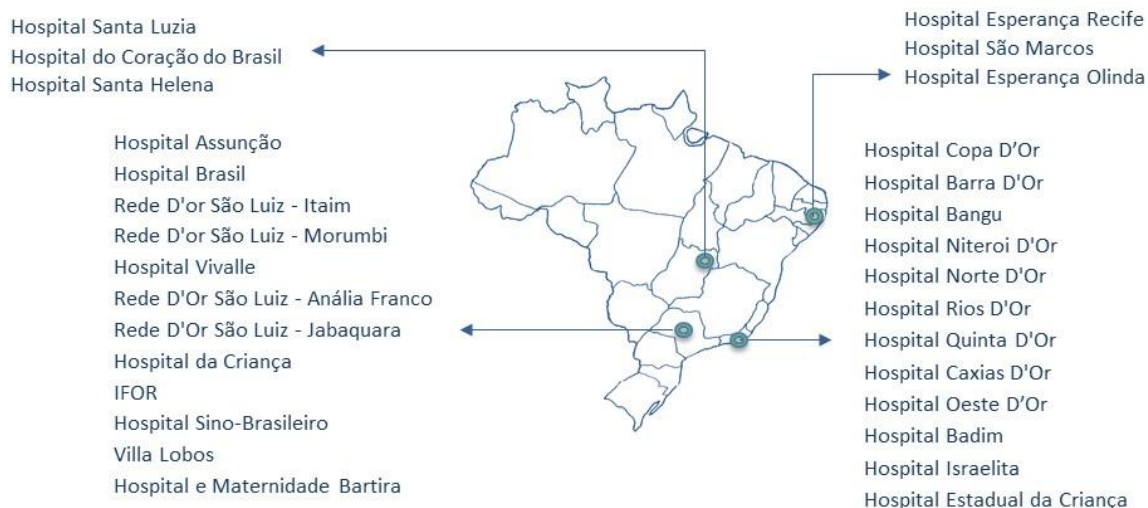 Hospital Santa Luzia
Hospital do Coração do Brasil
Hospital Santa Helena
Hospital Esperança Recife
Hospital São Marcos
Hospital Esperança Olinda
Hospital Assunção
Hospital Brasil
Rede D'or São Luiz - Itaim
Rede D'or São Luiz - Morumbi
Hospital Vivalle
Rede D'Or São Luiz - Anália Franco
Rede D'Or São Luiz - Jabaquara
Hospital da Criança
IFOR
Hospital Sino-Brasileiro
Villa Lobos
Hospital e Maternidade Bartira
Hospital Copa D’Or
Hospital Barra D'Or
Hospital Bangu
Hospital Niteroi D'Or
Hospital Norte D'Or
Hospital Rios D'Or
Hospital Quinta D'Or
Hospital Caxias D'Or
Hospital Oeste D’Or
Hospital Badim
Hospital Israelita
Hospital Estadual da Criança